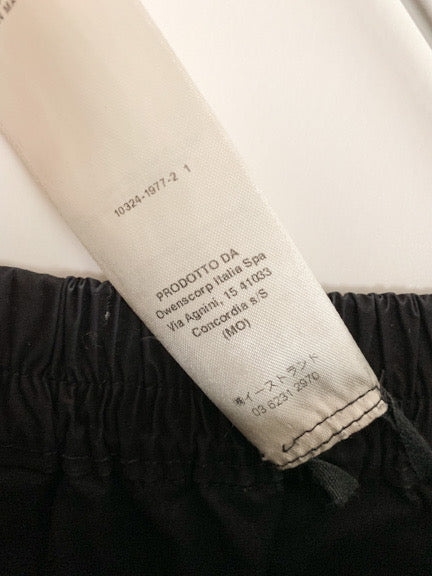 10324-1977-2 1
PRODOTTO DA
Owenscorp Italia Spa
Via Agnini, 15 41033
Concordia s/S
(MO)
㈱イーストランド
03 6231 2970